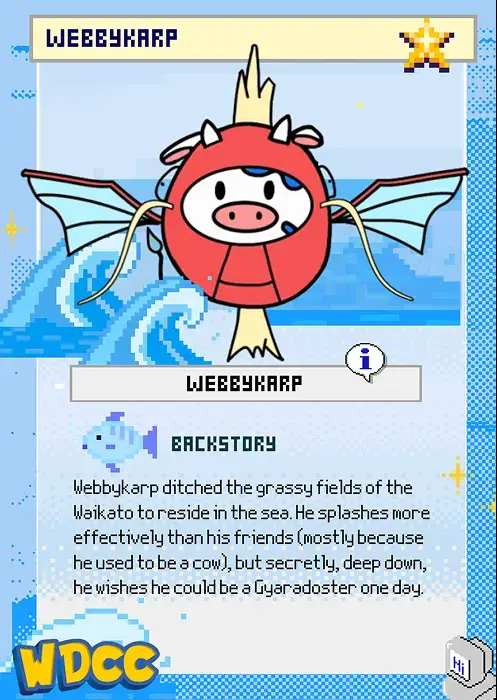 WEBBYKARP
i
WEBBYKARP
BACKSTORY
Webbykarp ditched the grassy fields of the
Waikato to reside in the sea. He splashes more
effectively than his friends (mostly because
he used to be a cow), but secretly, deep down,
he wishes he could be a Gyaradoster one day.
WDCC
Hi